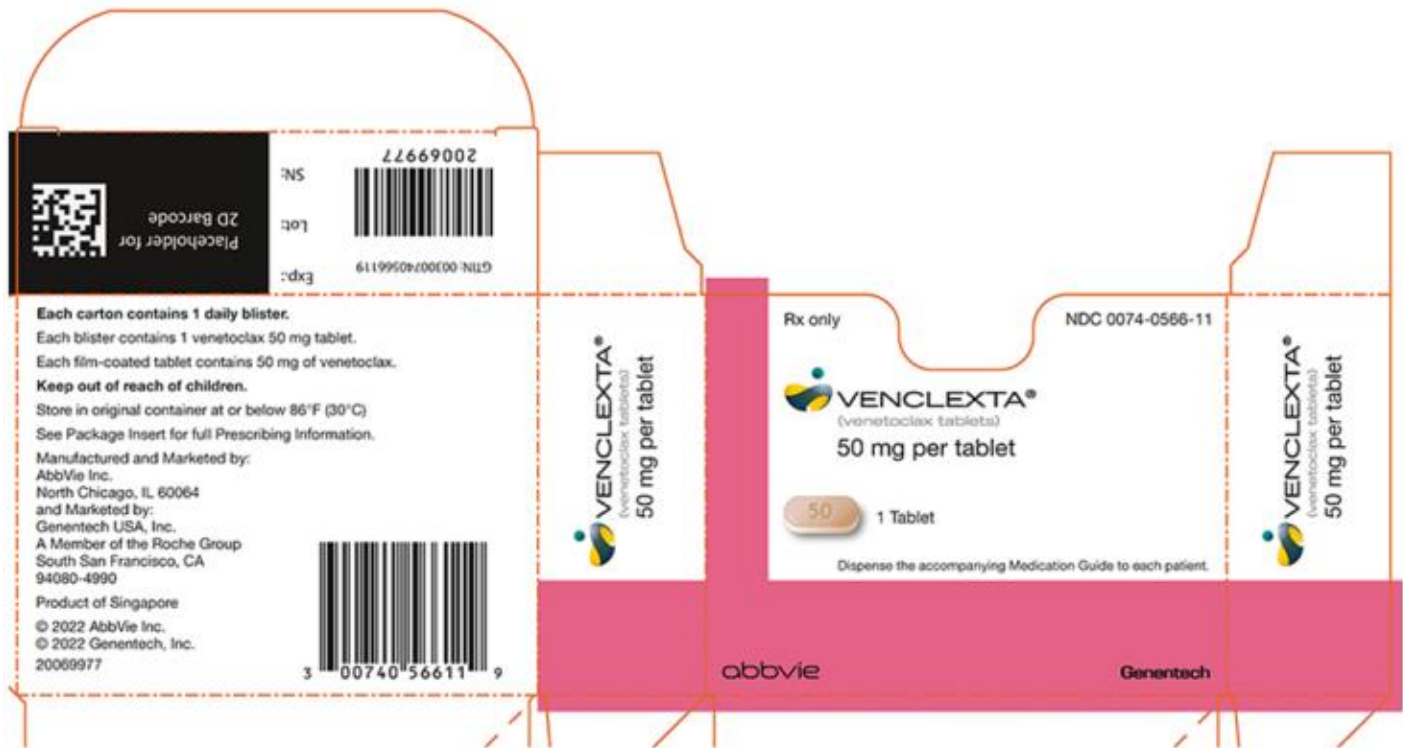 Placeholder for
2D Barcode
Exp.:
Lot:
SN:
GTIN: 00300740566119
20069977
Each carton contains 1 daily blister.
Each blister contains 1 venetoclax 50 mg tablet.
Each film-coated tablet contains 50 mg of venetoclax.
Keep out of reach of children.
Store in original container at or below 86°F (30°C)
See Package Insert for full Prescribing Information.
Manufactured and Marketed by:
AbbVie Inc.
North Chicago, IL 60064
and Marketed by:
Genentech USA, Inc.
A Member of the Roche Group
South San Francisco, CA
94080-4990
Product of Singapore
© 2022 AbbVie Inc.
© 2022 Genentech, Inc.
20069977
3 00740 56611 9
VENCLEXTA®
(venetoclax tablets)
50 mg per tablet
Rx only
NDC 0074-0566-11
VENCLEXTA®
(venetoclax tablets)
50 mg per tablet
50
1 Tablet
Dispense the accompanying Medication Guide to each patient.
abbvie
Genentech
VENCLEXTA®
(venetoclax tablets)
50 mg per tablet